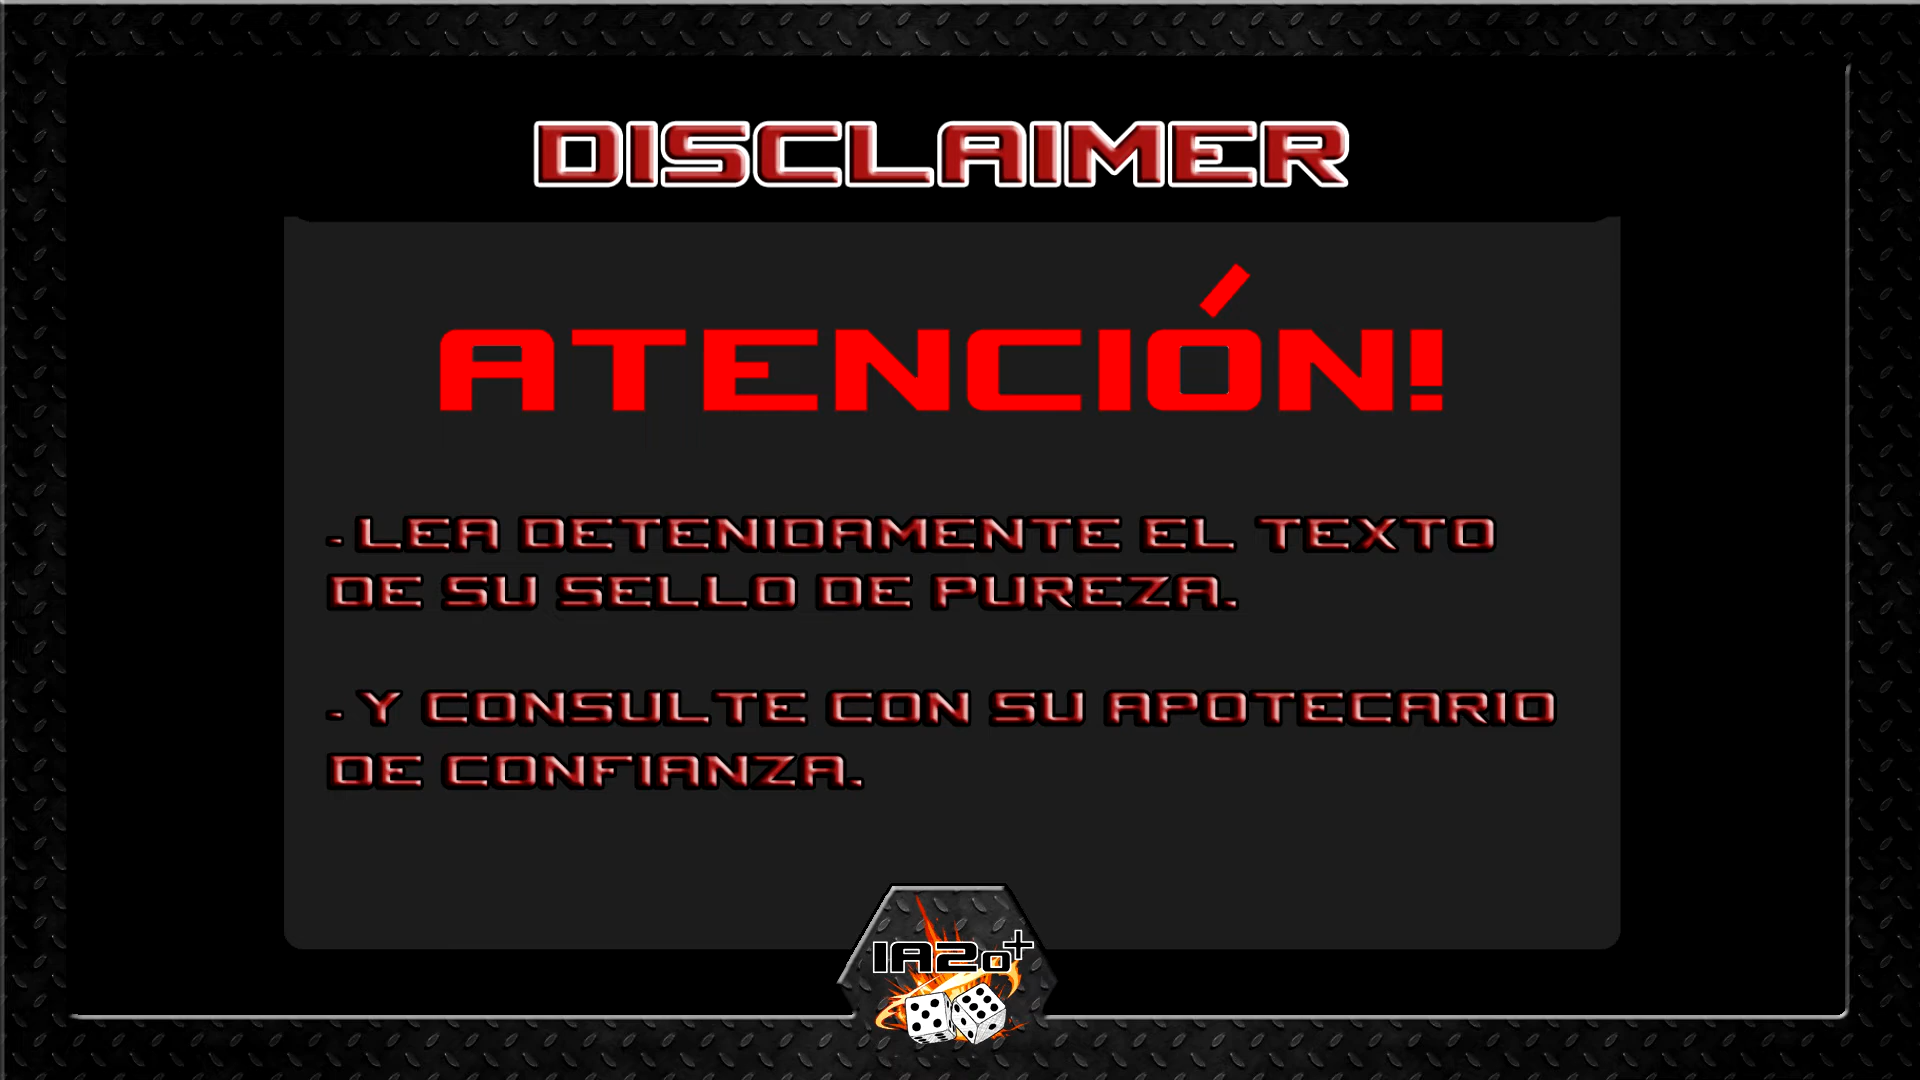 DISCLAIMER
ATENCIÓN!
- LEA DETENIDAMENTE EL TEXTO
DE SU SELLO DE PUREZA.
- Y CONSULTE CON SU APOTECARIO
DE CONFIANZA.
IA2o+